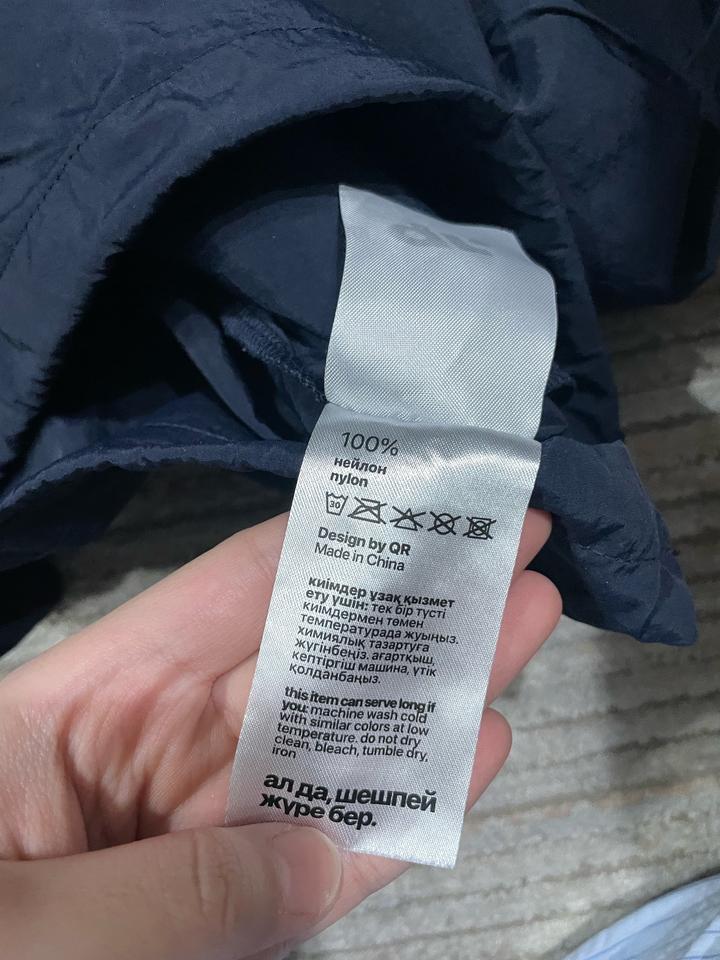 100%
нейлон
nylon
30
Design by QR
Made in China
киімдер ұзақ қызмет
ету үшін: тек бір түсті
киімдермен төмен
температурада жуыңыз.
химиялық тазартуға
жүгінбеңіз. ағартқыш,
кептіргіш машина, үтік
қолданбаңыз.
this item can serve long if
you: machine wash cold
with similar colors at low
temperature. do not dry
clean, bleach, tumble dry,
iron
ал да, шешпей
жүре бер.